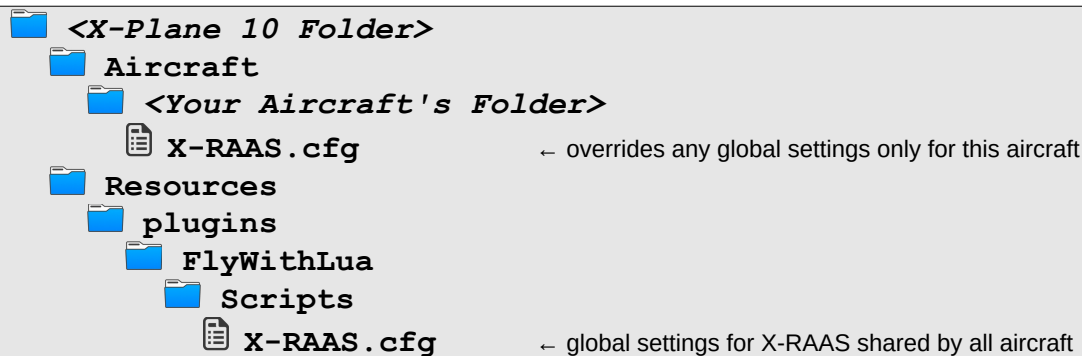 <X-Plane 10 Folder>
Aircraft
<Your Aircraft's Folder>
X-RAAS.cfg ← overrides any global settings only for this aircraft
Resources
plugins
FlyWithLua
Scripts
X-RAAS.cfg ← global settings for X-RAAS shared by all aircraft